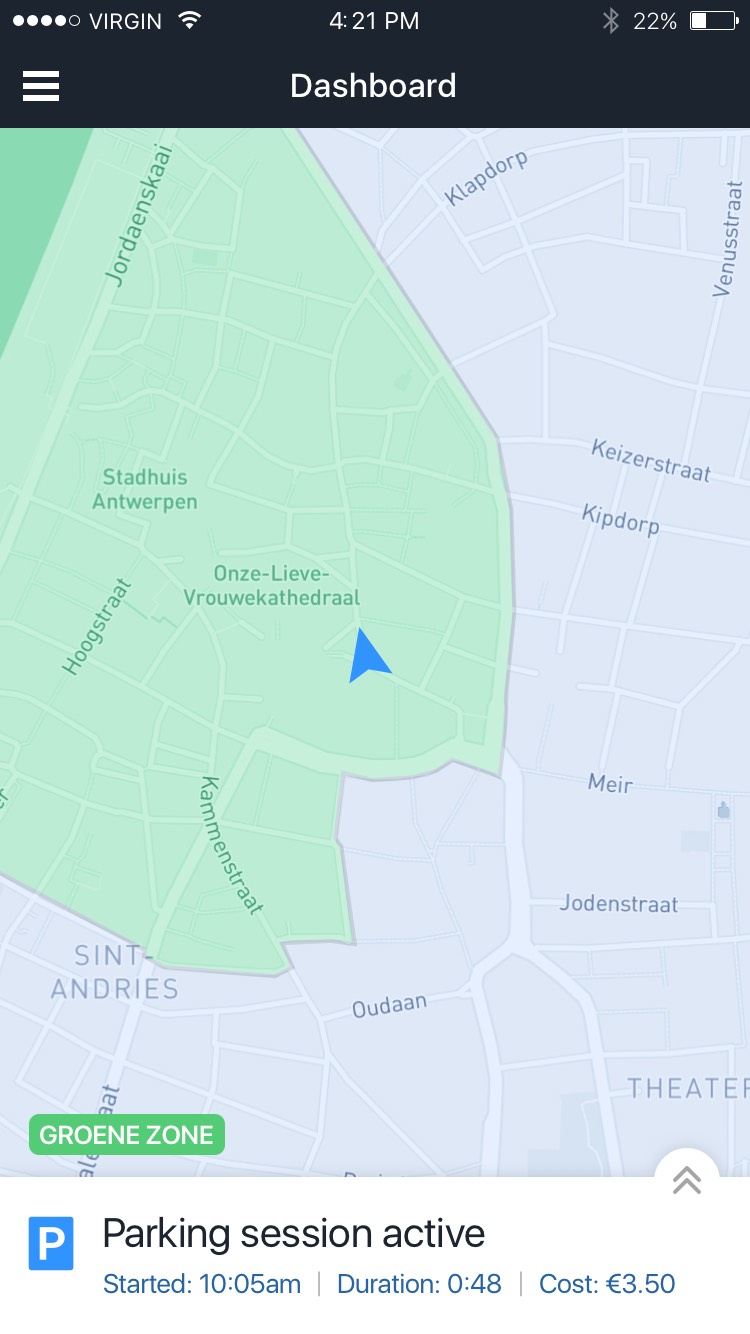 VIRGIN
4:21 PM
22%
Dashboard
Jordaenskaai
Klapdorp
Venusstraat
Keizerstraat
Stadhuis
Antwerpen
Kipdorp
Onze-Lieve-
Vrouwekathedraal
Hoogstraat
Meir
Kammenstraat
Jodenstraat
SINT-
ANDRIES
Oudaan
THEATER
GROENE ZONE
P
Parking session active
Started: 10:05am
Duration: 0:48
Cost: €3.50